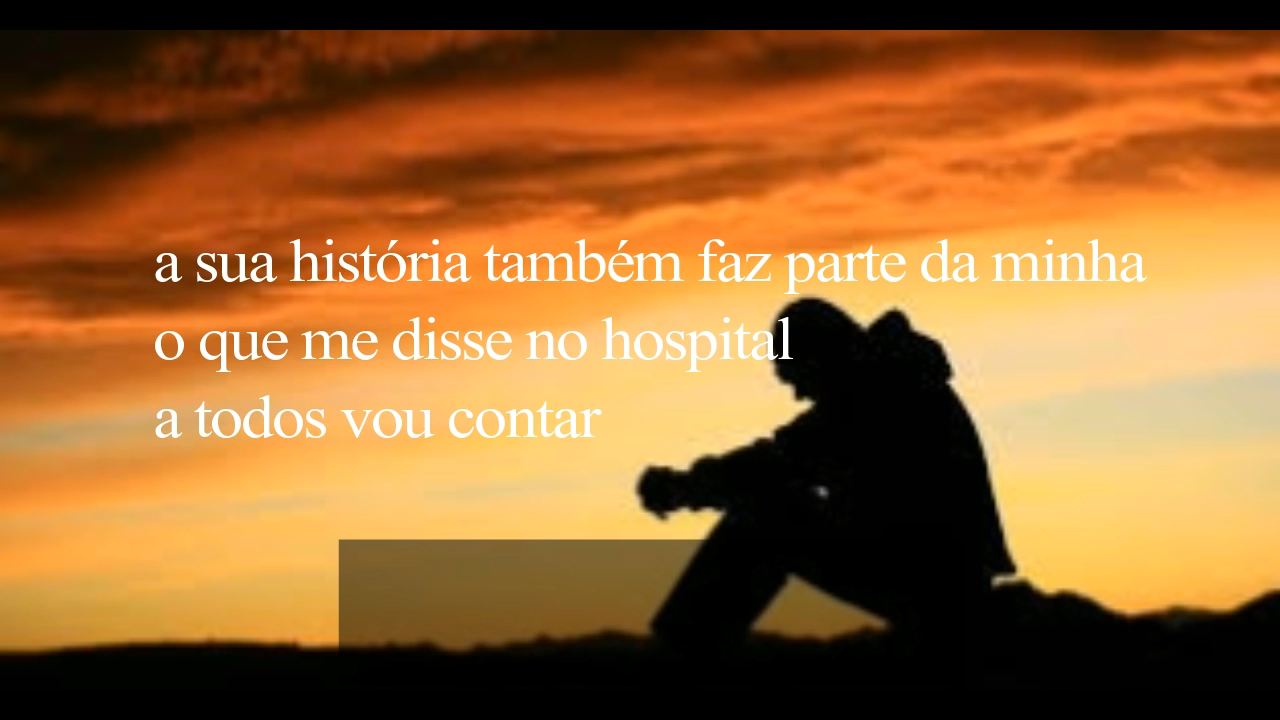 a sua história também faz parte da minha
o que me disse no hospital
a todos vou contar